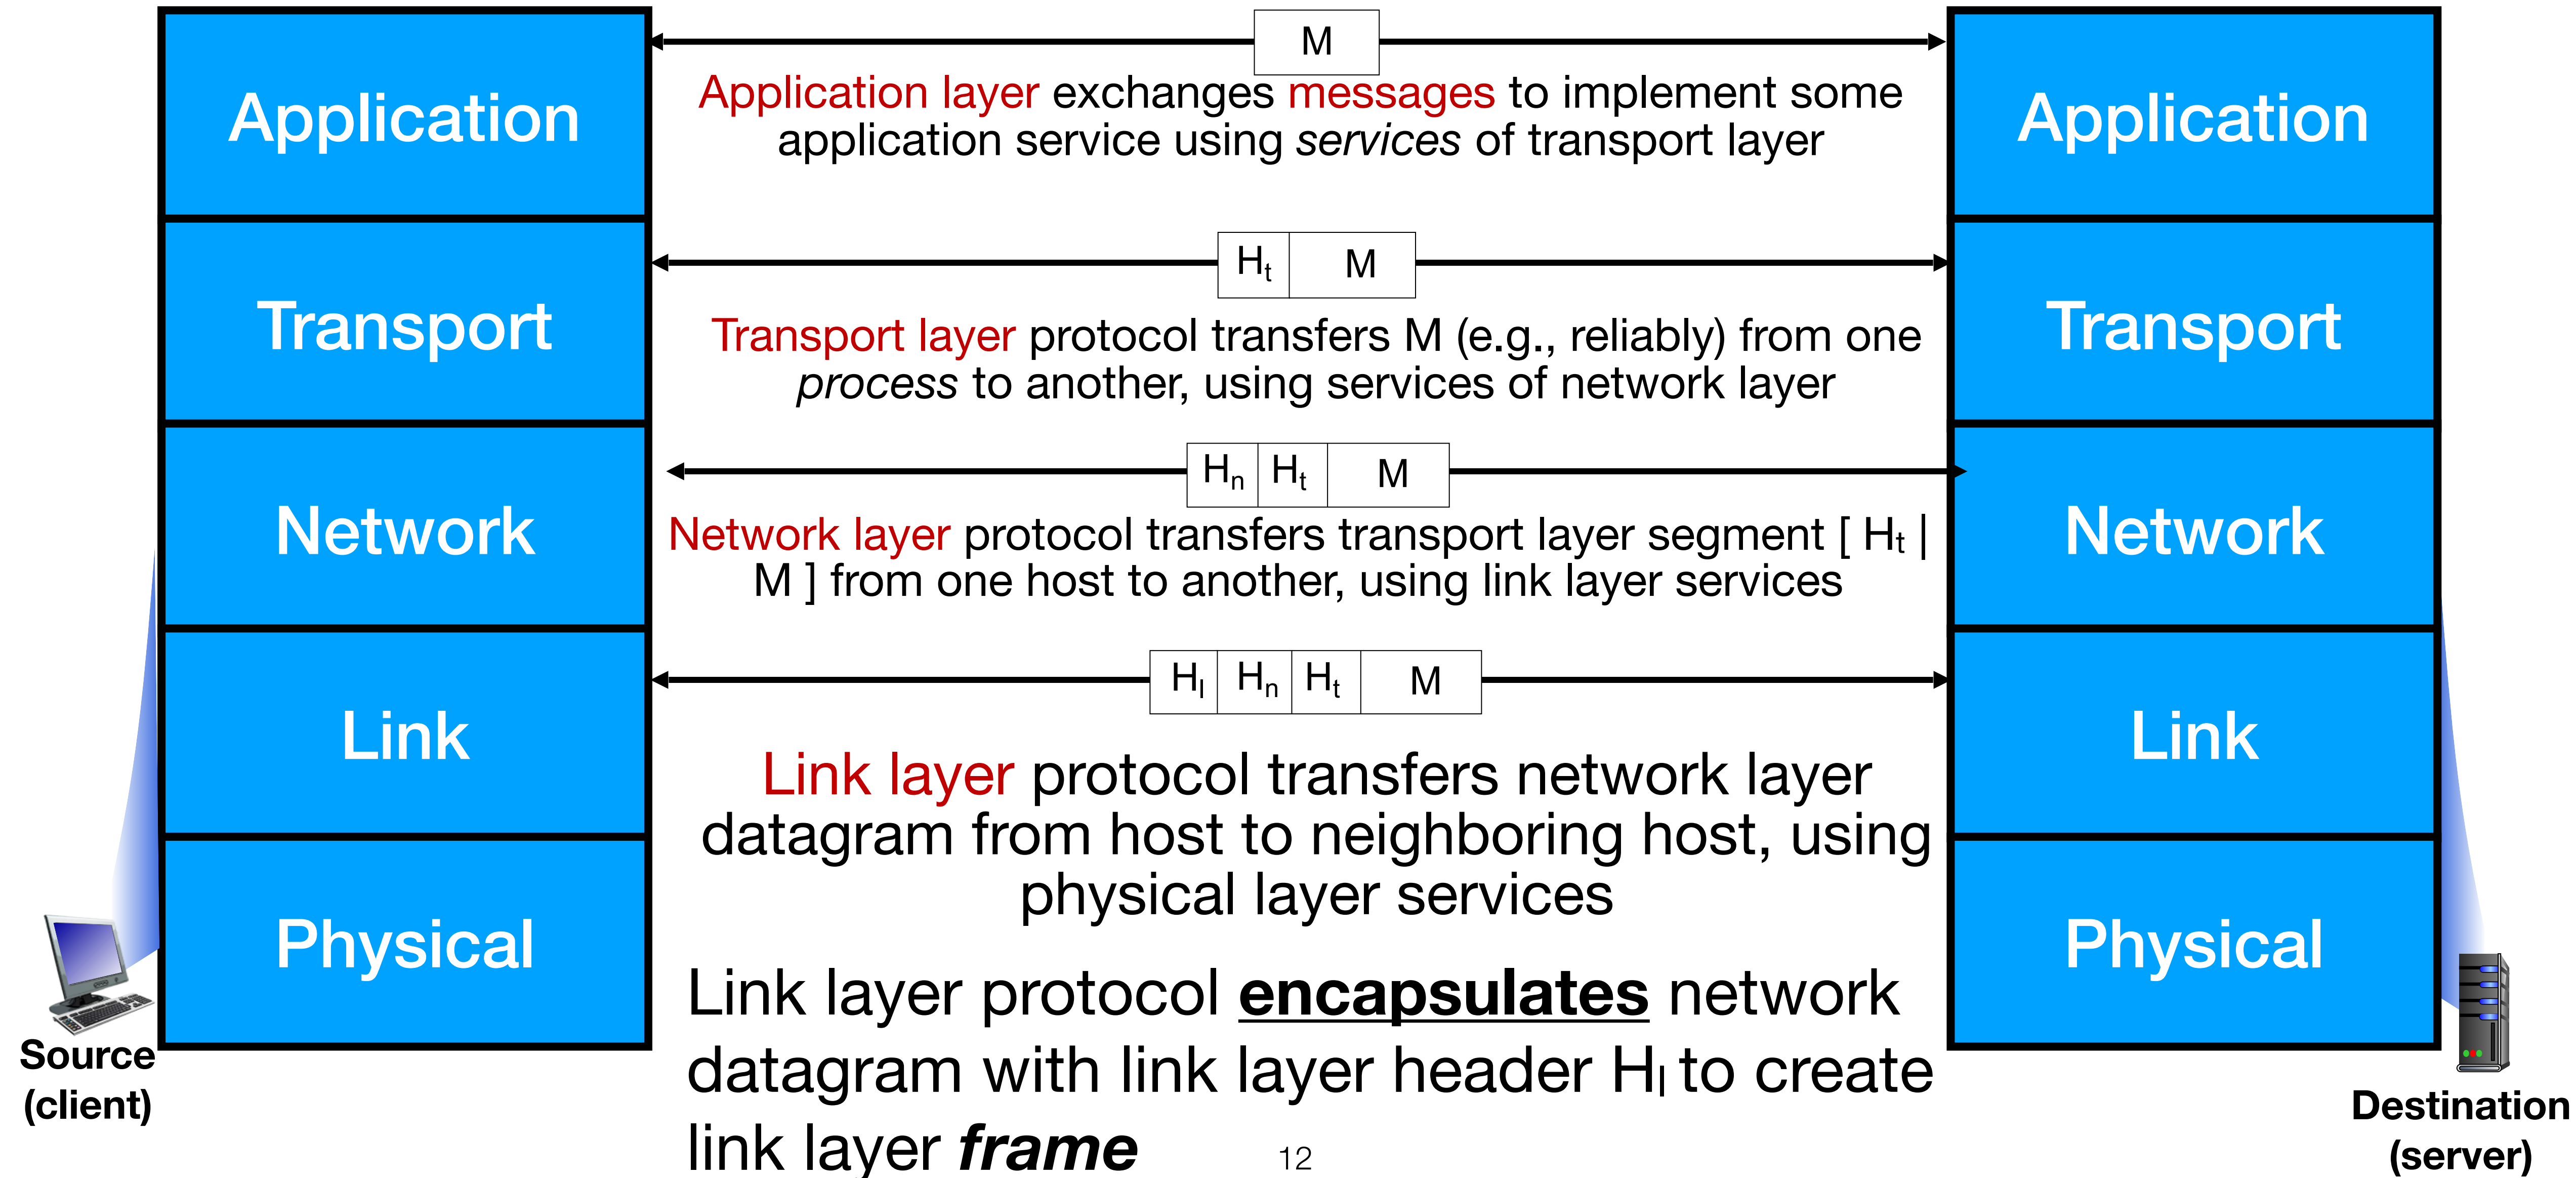 M
Application layer exchanges messages to implement some
application service using services of transport layer
Application
Application
Ht M
Transport layer protocol transfers M (e.g., reliably) from one
process to another, using services of network layer
Transport
Transport
Hn Ht M
Network layer protocol transfers transport layer segment [ Ht |
M ] from one host to another, using link layer services
Network
Network
Hl Hn Ht M
Link layer protocol transfers network layer
datagram from host to neighboring host, using
physical layer services
Link
Link
Physical
Physical
Link layer protocol encapsulates network
datagram with link layer header Hl to create
link layer frame
Source
(client)
Destination
(server)
12